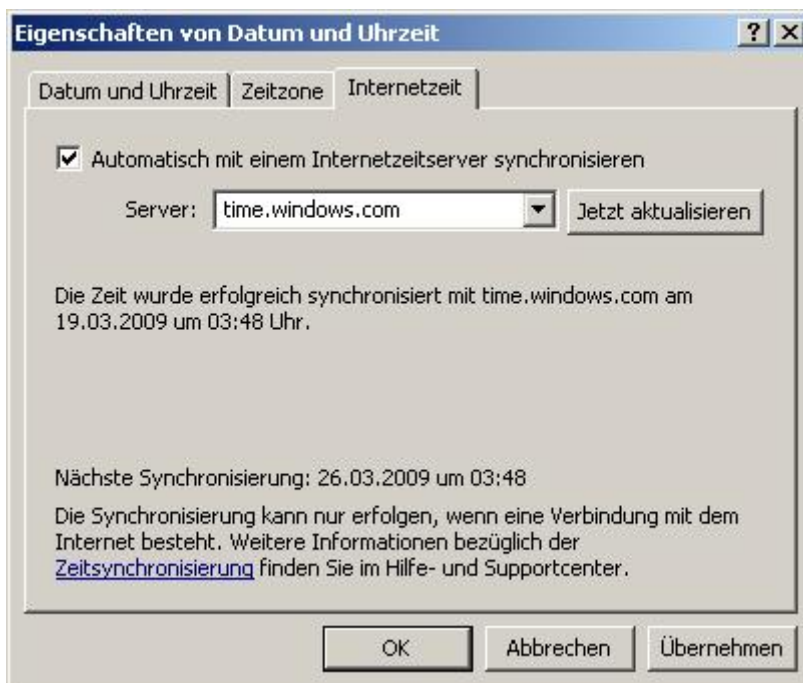 Eigenschaften von Datum und Uhrzeit
Datum und Uhrzeit Zeitzone Internetzeit
Automatisch mit einem Internetzeitserver synchronisieren
Server: time.windows.com Jetzt aktualisieren
Die Zeit wurde erfolgreich synchronisiert mit time.windows.com am
19.03.2009 um 03:48 Uhr.
Nächste Synchronisierung: 26.03.2009 um 03:48
Die Synchronisierung kann nur erfolgen, wenn eine Verbindung mit dem
Internet besteht. Weitere Informationen bezüglich der
Zeitsynchronisierung finden Sie im Hilfe- und Supportcenter.
OK Abbrechen Übernehmen